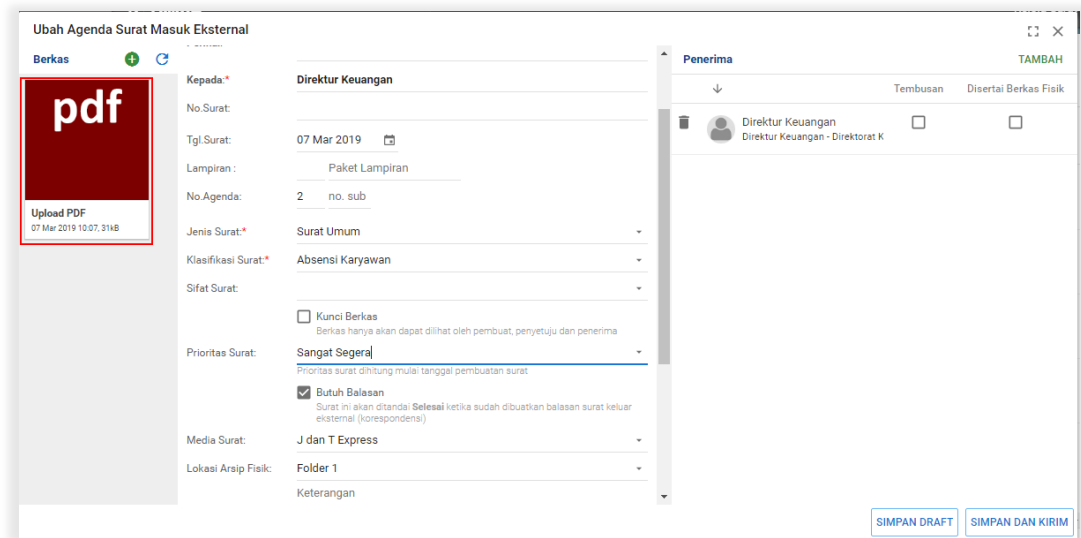 Ubah Agenda Surat Masuk Eksternal
Berkas
pdf
Upload PDF
07 Mar 2019 10:07, 31kB
Kepada:* Direktur Keuangan
No.Surat:
Tgl.Surat: 07 Mar 2019
Lampiran : Paket Lampiran
No.Agenda: 2 no. sub
Jenis Surat:* Surat Umum
Klasifikasi Surat:* Absensi Karyawan
Sifat Surat:
Kunci Berkas
Berkas hanya akan dapat dilihat oleh pembuat, penyetuju dan penerima
Prioritas Surat: Sangat Segera
Prioritas surat dihitung mulai tanggal pembuatan surat
Butuh Balasan
Surat ini akan ditandai Selesai ketika sudah dibuatkan balasan surat keluar
eksternal (korespondensi)
Media Surat: J dan T Express
Lokasi Arsip Fisik: Folder 1
Keterangan
Penerima TAMBAH
Tembusan Disertai Berkas Fisik
Direktur Keuangan
Direktur Keuangan - Direktorat K
SIMPAN DRAFT SIMPAN DAN KIRIM